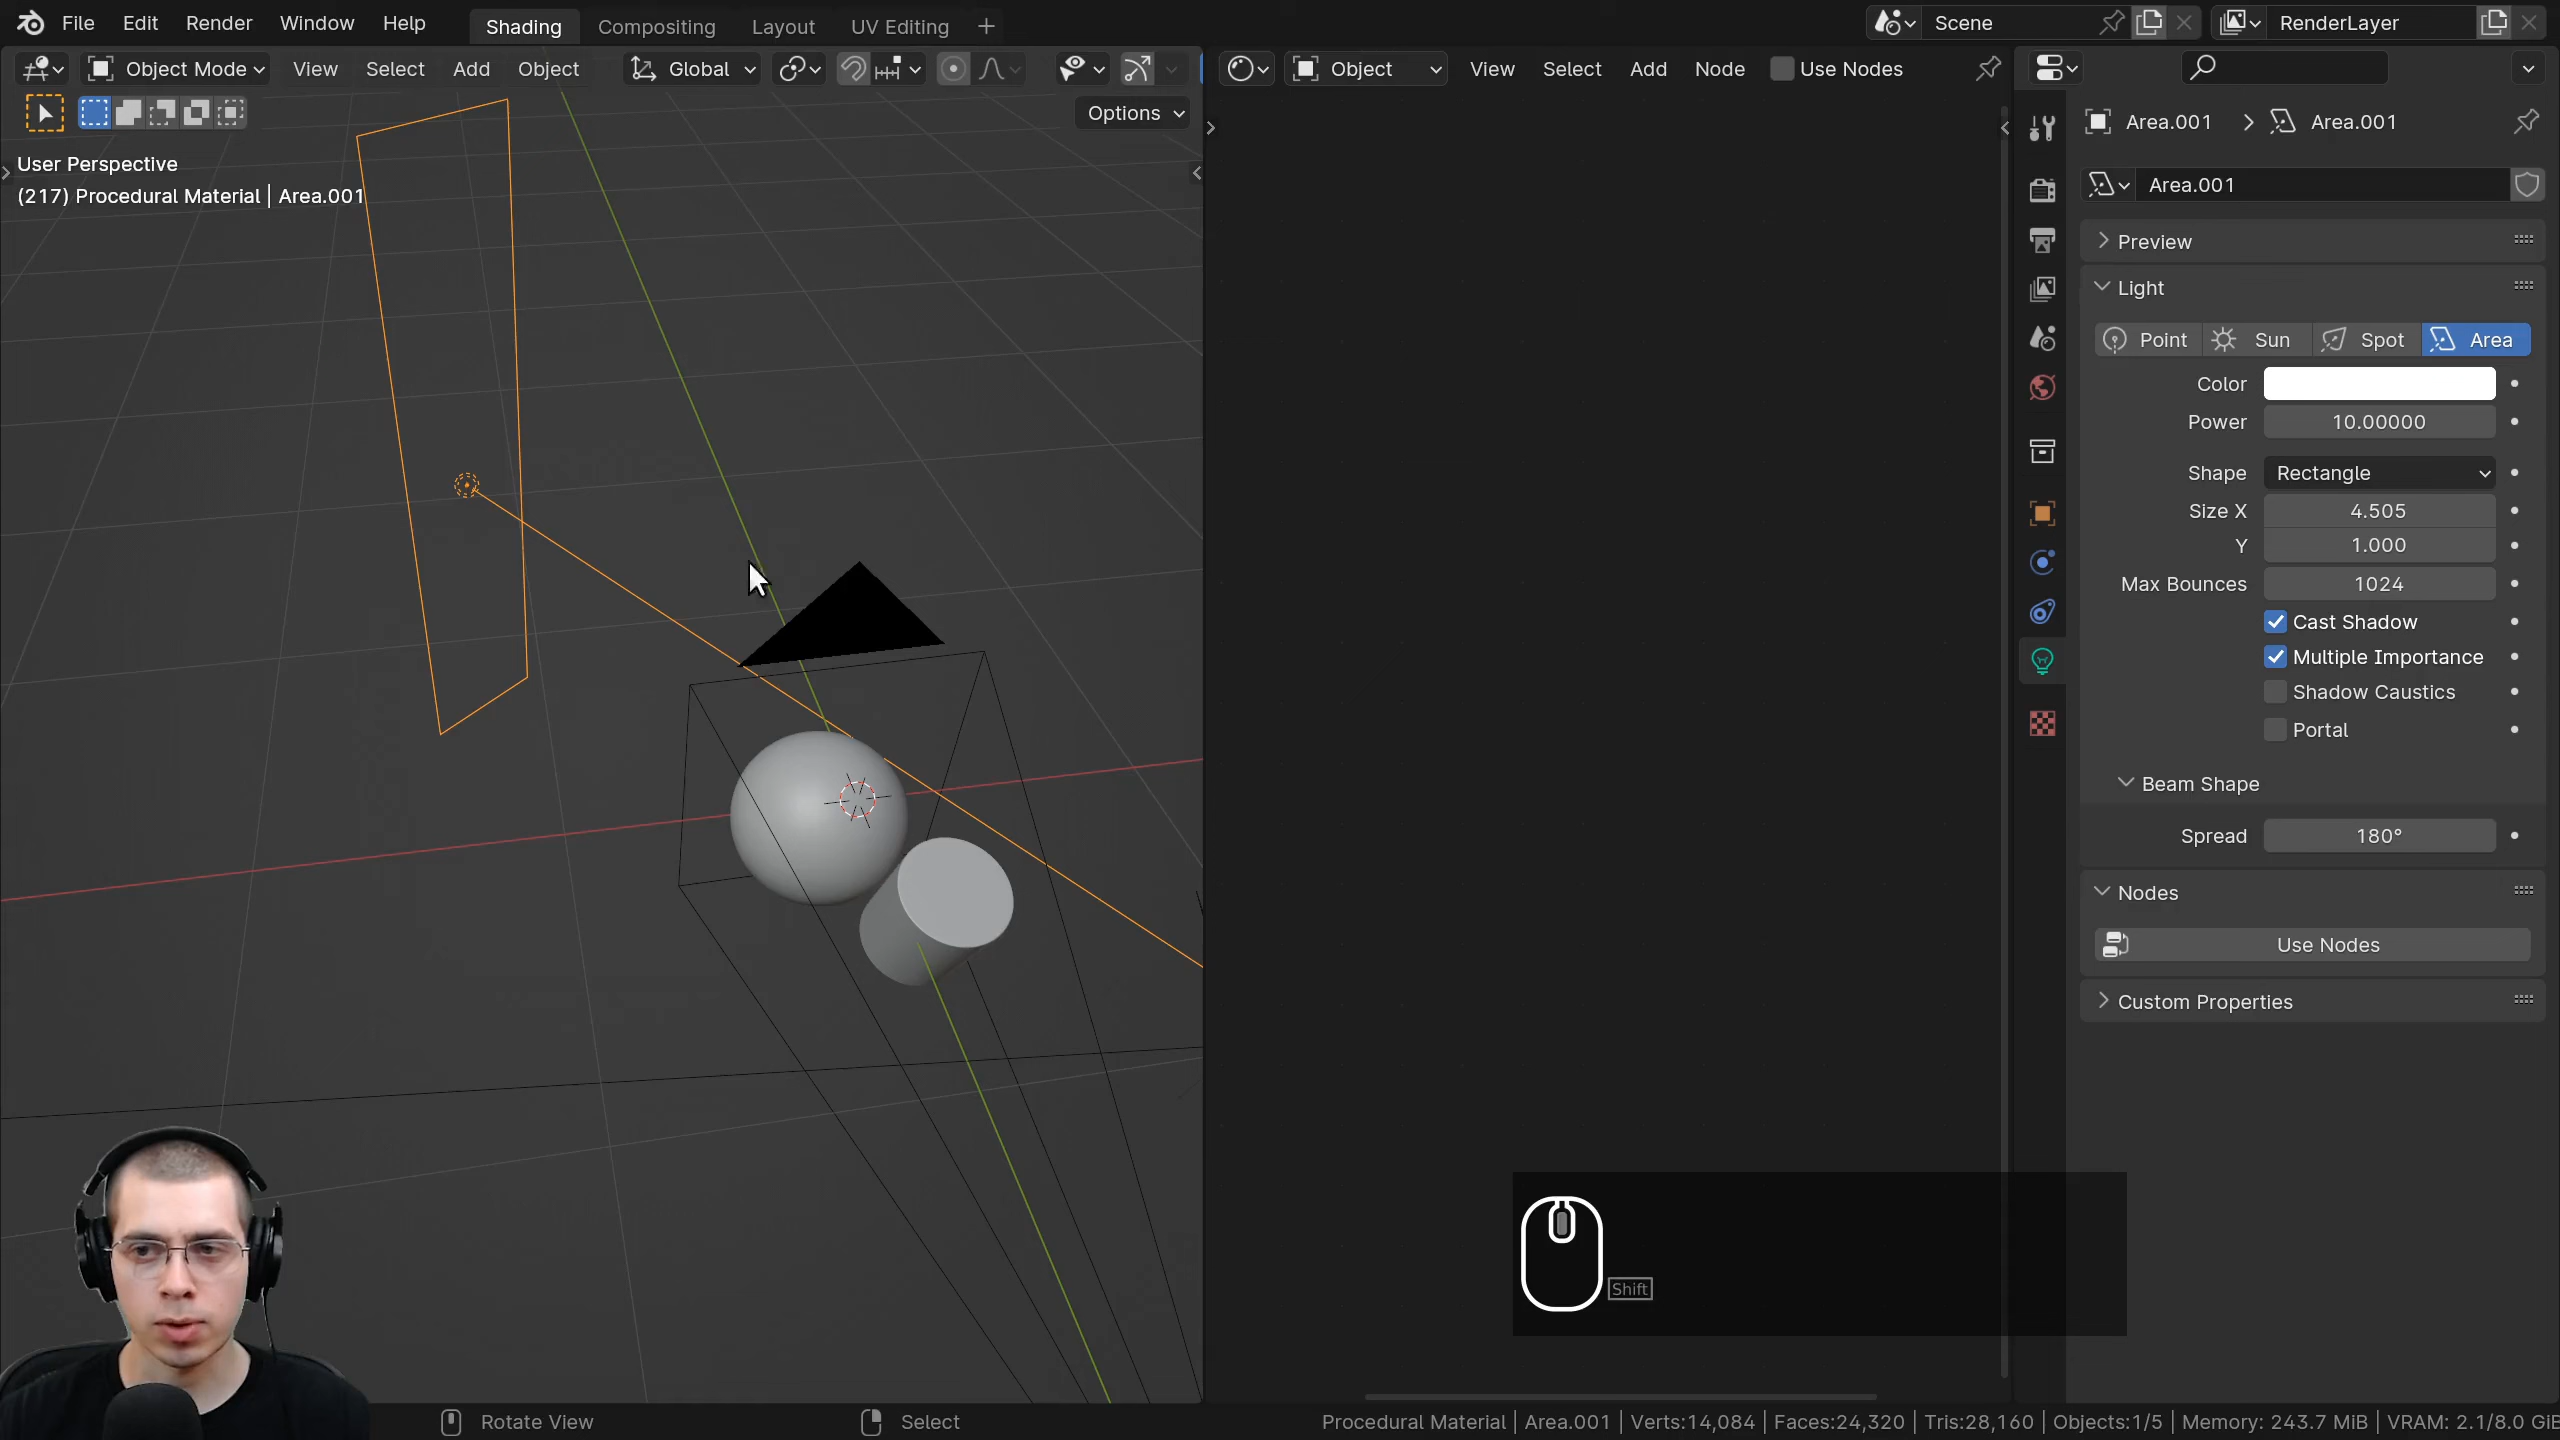 File Edit Render Window Help Shading Compositing Layout UV Editing + Scene RenderLayer
Object Mode View Select Add Object Global Object View Select Add Node Use Nodes
Options
User Perspective
(217) Procedural Material | Area.001
Area.001 > Area.001
Area.001
Preview
Light
Point Sun Spot Area
Color
Power 10.00000
Shape Rectangle
Size X 4.505
Y 1.000
Max Bounces 1024
Cast Shadow
Multiple Importance
Shadow Caustics
Portal
Beam Shape
Spread 180°
Nodes
Use Nodes
Custom Properties
Shift
Rotate View Select Procedural Material | Area.001 | Verts:14,084 | Faces:24,320 | Tris:28,160 | Objects:1/5 | Memory: 243.7 MiB | VRAM: 2.1/8.0 GiB